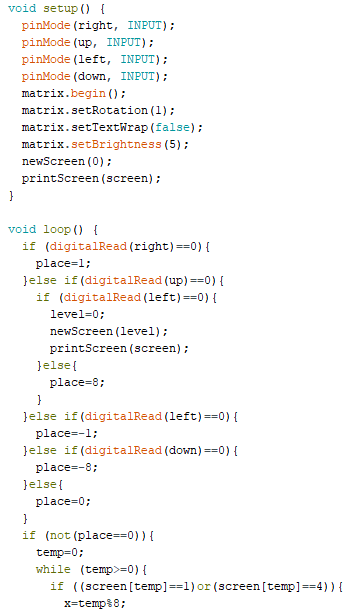 void setup() {
  pinMode(right, INPUT);
  pinMode(up, INPUT);
  pinMode(left, INPUT);
  pinMode(down, INPUT);
  matrix.begin();
  matrix.setRotation(1);
  matrix.setTextWrap(false);
  matrix.setBrightness(5);
  newScreen(0);
  printScreen(screen);
}

void loop() {
  if (digitalRead(right)==0){
    place=1;
  }else if(digitalRead(up)==0){
    if (digitalRead(left)==0){
      level=0;
      newScreen(level);
      printScreen(screen);
    }else{
      place=8;
    }
  }else if(digitalRead(left)==0){
    place=-1;
  }else if(digitalRead(down)==0){
    place=-8;
  }else{
    place=0;
  }
  if (not(place==0)){
    temp=0;
    while (temp>=0){
      if ((screen[temp]==1)or(screen[temp]==4)){
        x=temp%8;